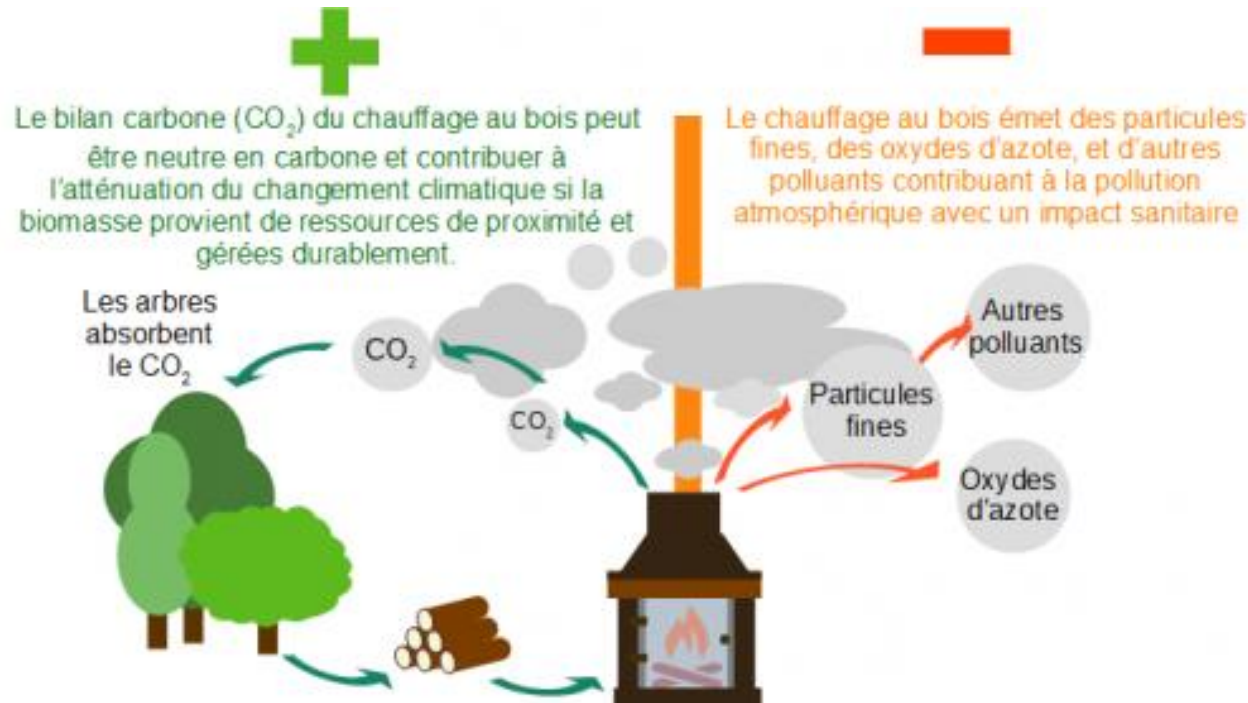 Le bilan carbone (CO₂) du chauffage au bois peut
être neutre en carbone et contribuer à
l'atténuation du changement climatique si la
biomasse provient de ressources de proximité et
gérées durablement.
Le chauffage au bois émet des particules
fines, des oxydes d'azote, et d'autres
polluants contribuant à la pollution
atmosphérique avec un impact sanitaire
Les arbres
absorbent
le CO₂
CO₂
CO₂
Particules
fines
Autres
polluants
Oxydes
d'azote